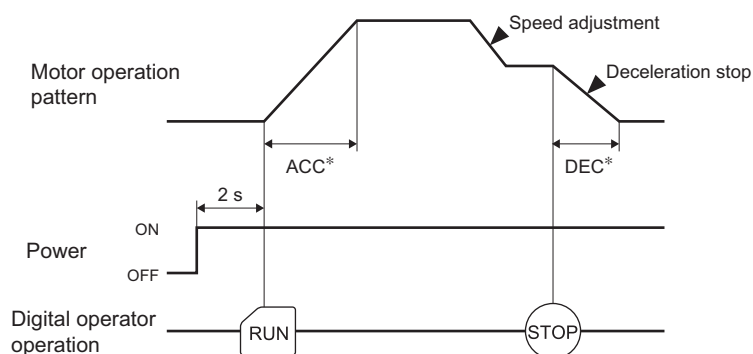 Speed adjustment
Motor operation
pattern
Deceleration stop
ACC*
DEC*
2 s
ON
Power
OFF
Digital operator
operation
RUN
STOP